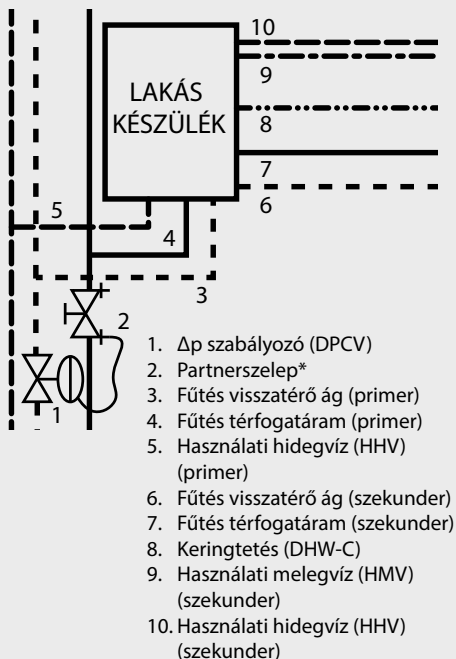 10
LAKÁS
KÉSZÜLÉK
9
8
7
6
5
4
3
2
1
1. Δp szabályozó (DPCV)
2. Partnerszelep*
3. Fűtés visszatérő ág (primer)
4. Fűtés térfogatáram (primer)
5. Használati hidegvíz (HHV)
(primer)
6. Fűtés visszatérő ág (szekunder)
7. Fűtés térfogatáram (szekunder)
8. Keringtetés (DHW-C)
9. Használati melegvíz (HMV)
(szekunder)
10. Használati hidegvíz (HHV)
(szekunder)